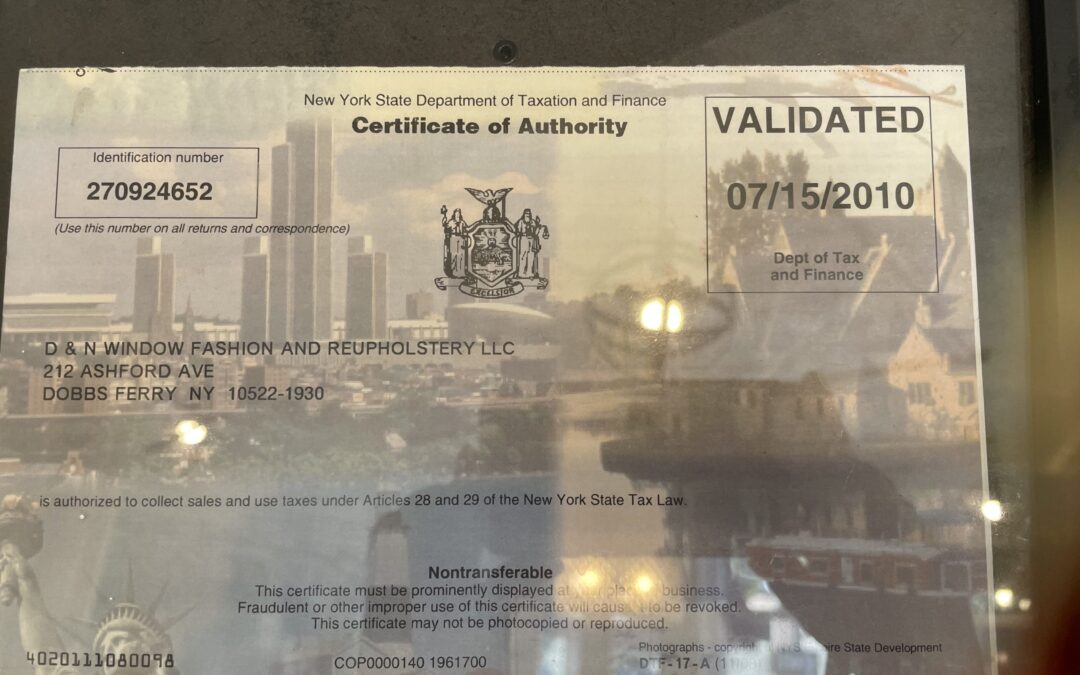 New York State Department of Taxation and Finance
Certificate of Authority
VALIDATED
Identification number
270924652
07/15/2010
(Use this number on all returns and correspondence)
Dept of Tax
and Finance
EXCELSIOR
D & N WINDOW FASHION AND REUPHOLSTERY LLC
212 ASHFORD AVE
DOBBS FERRY NY 10522-1930
is authorized to collect sales and use taxes under Articles 28 and 29 of the New York State Tax Law.
Nontransferable
This certificate must be prominently displayed at your place business.
Fraudulent or other improper use of this certificate will cause it to be revoked.
This certificate may not be photocopied or reproduced.
Photographs - copyright NYS State Development
4020111080098
COP0000140 1961700
DTF-17-A